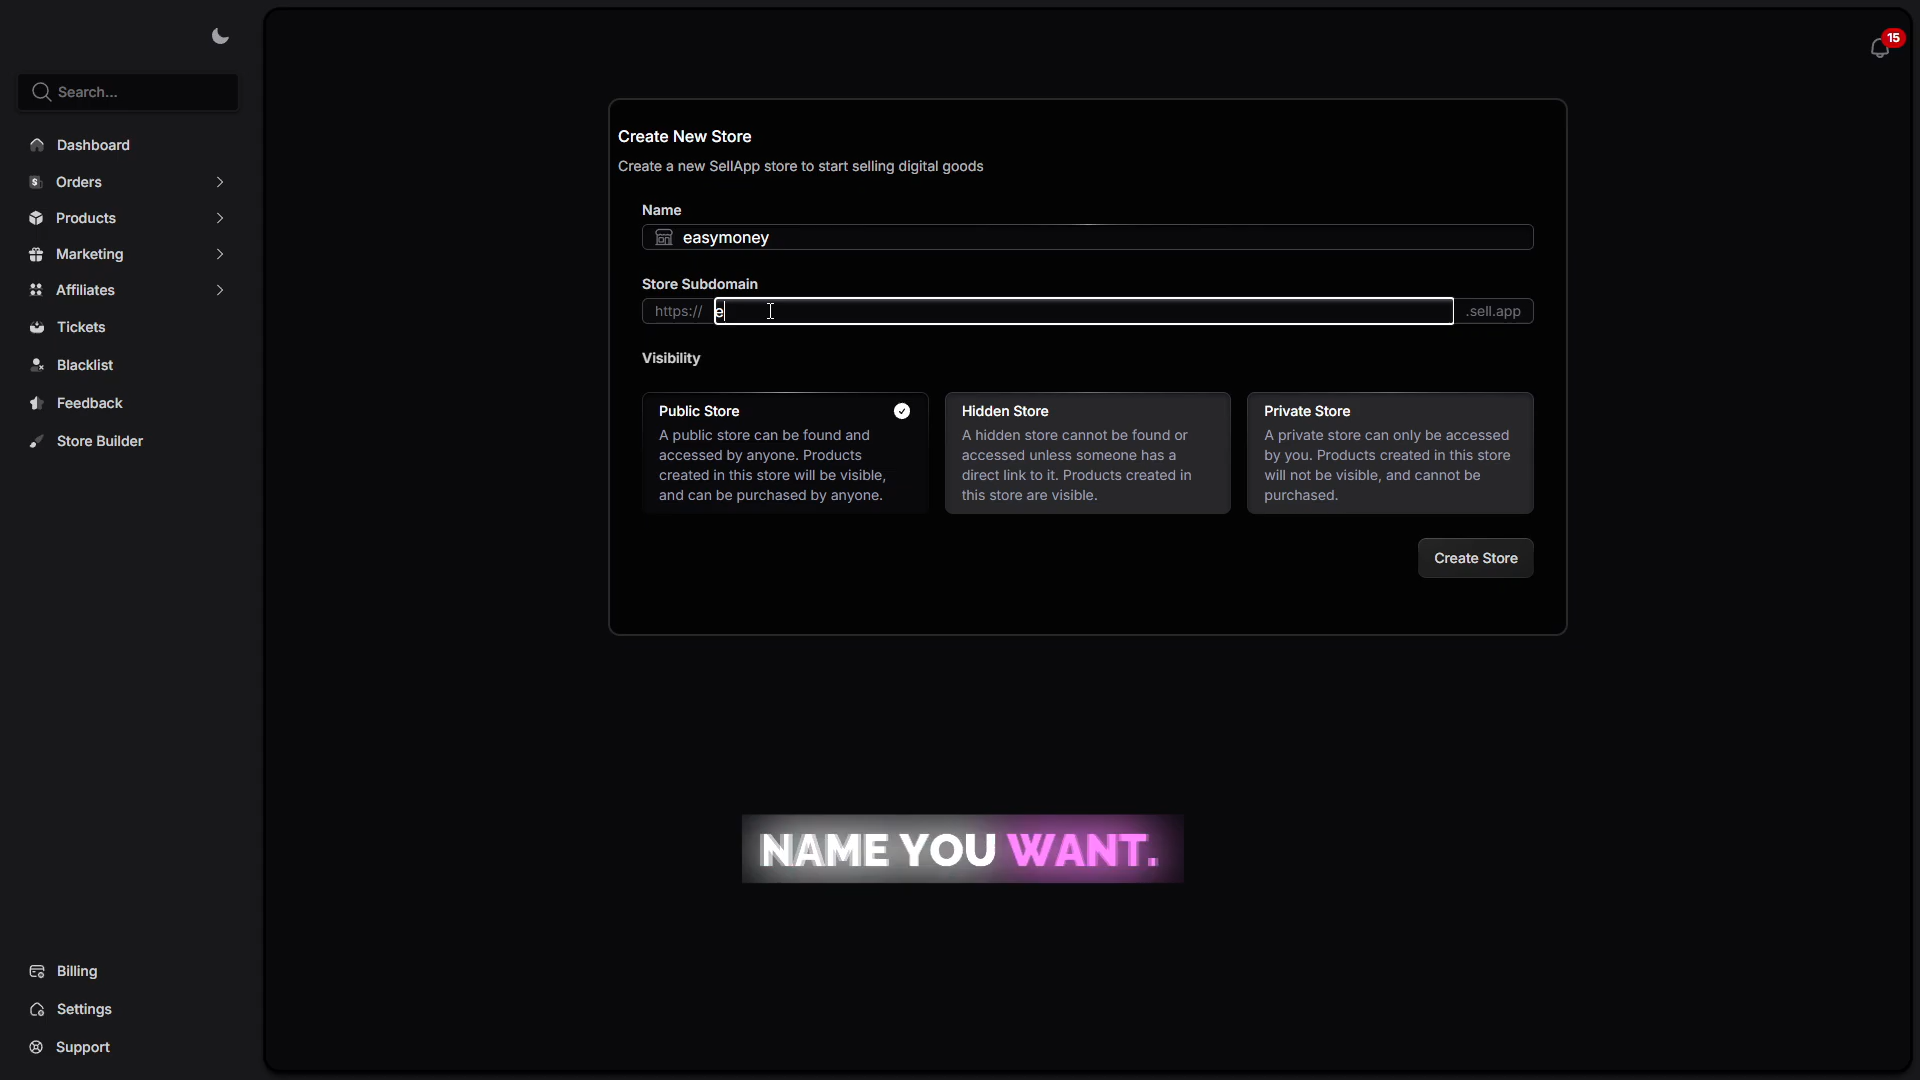 15
Search...
Dashboard
Orders
Products
Marketing
Affiliates
Tickets
Blacklist
Feedback
Store Builder
Billing
Settings
Support
Create New Store
Create a new SellApp store to start selling digital goods
Name
easymoney
Store Subdomain
https:// e .sell.app
Visibility
Public Store
A public store can be found and
accessed by anyone. Products
created in this store will be visible,
and can be purchased by anyone.
Hidden Store
A hidden store cannot be found or
accessed unless someone has a
direct link to it. Products created in
this store are visible.
Private Store
A private store can only be accessed
by you. Products created in this store
will not be visible, and cannot be
purchased.
Create Store
NAME YOU WANT.